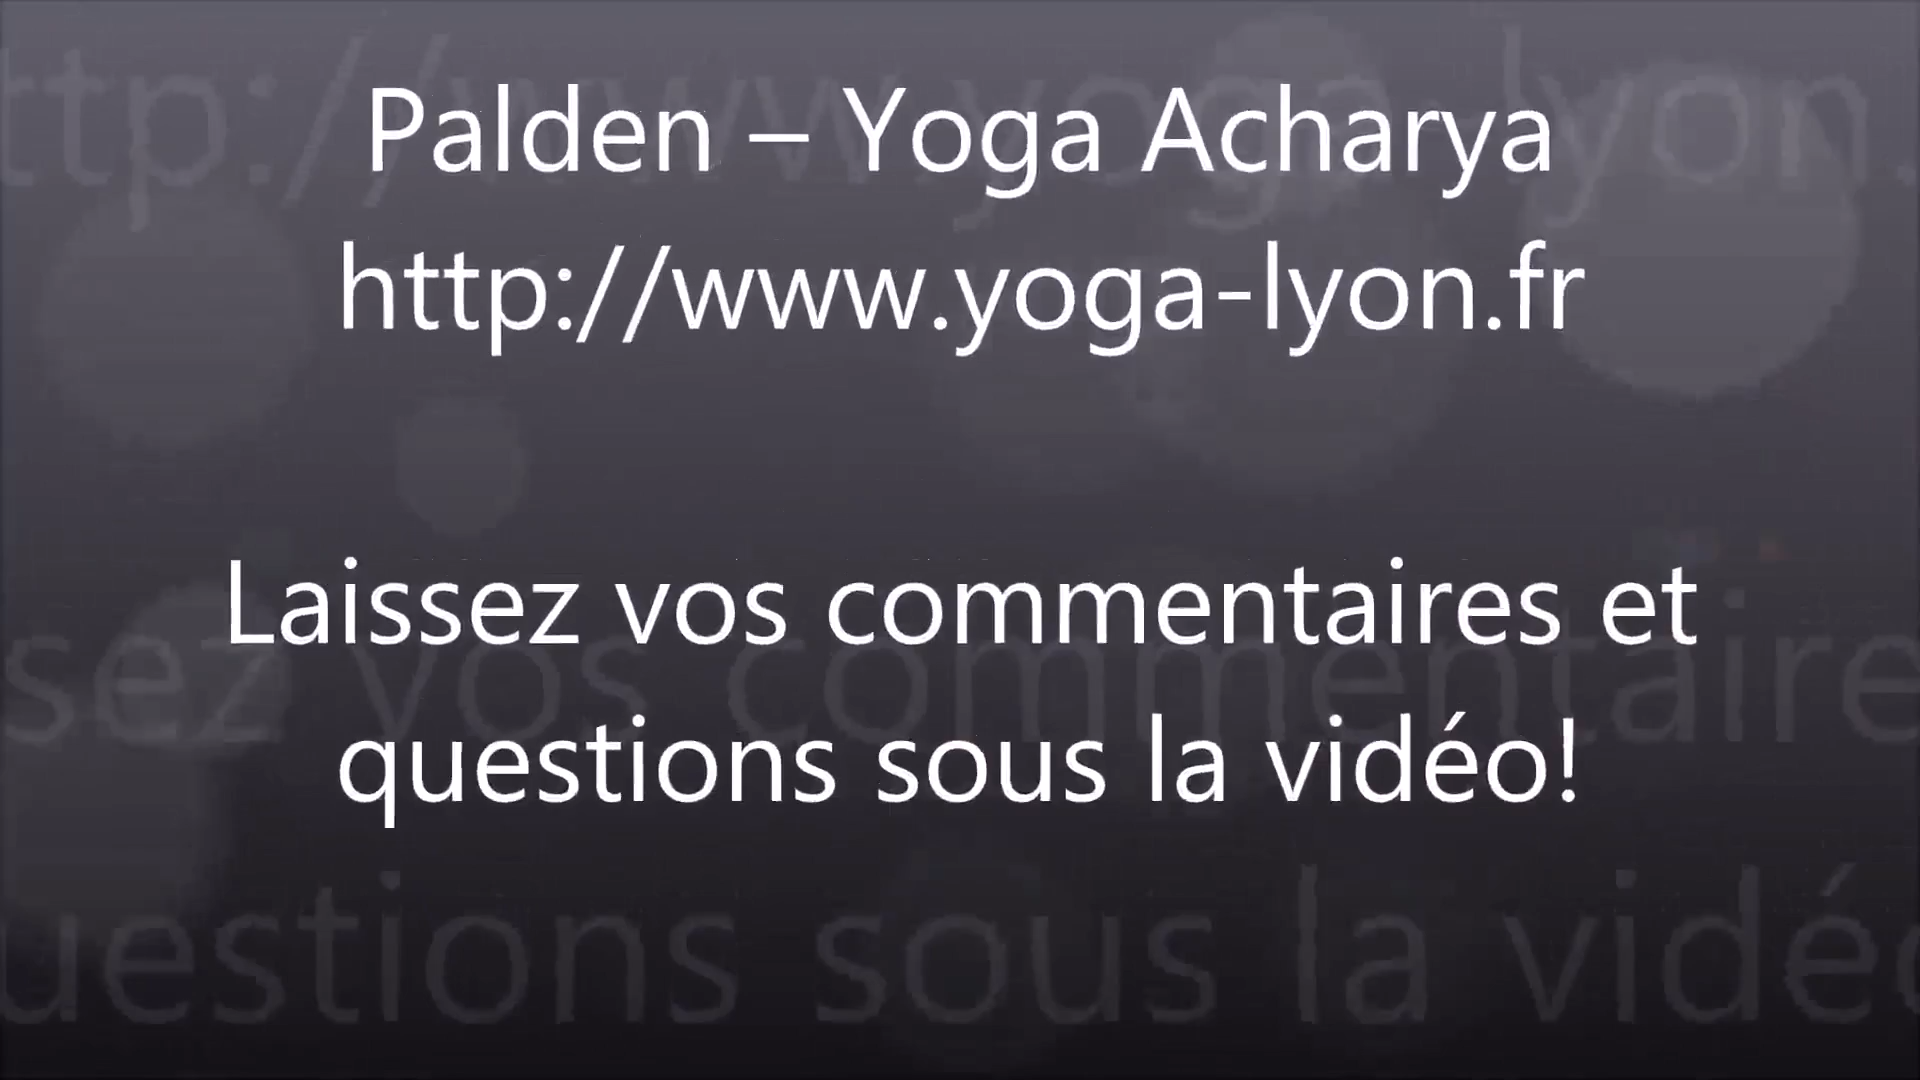 Palden – Yoga Acharya
http://www.yoga-lyon.fr
Laissez vos commentaires et
questions sous la vidéo!